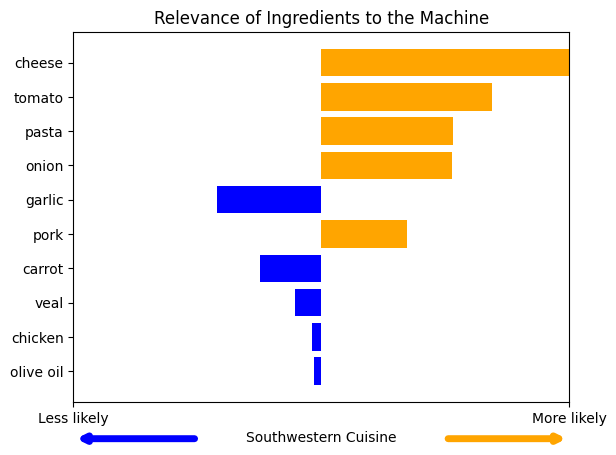 Relevance of Ingredients to the Machine
cheese
tomato
pasta
onion
garlic
pork
carrot
veal
chicken
olive oil
Less likely
More likely
Southwestern Cuisine